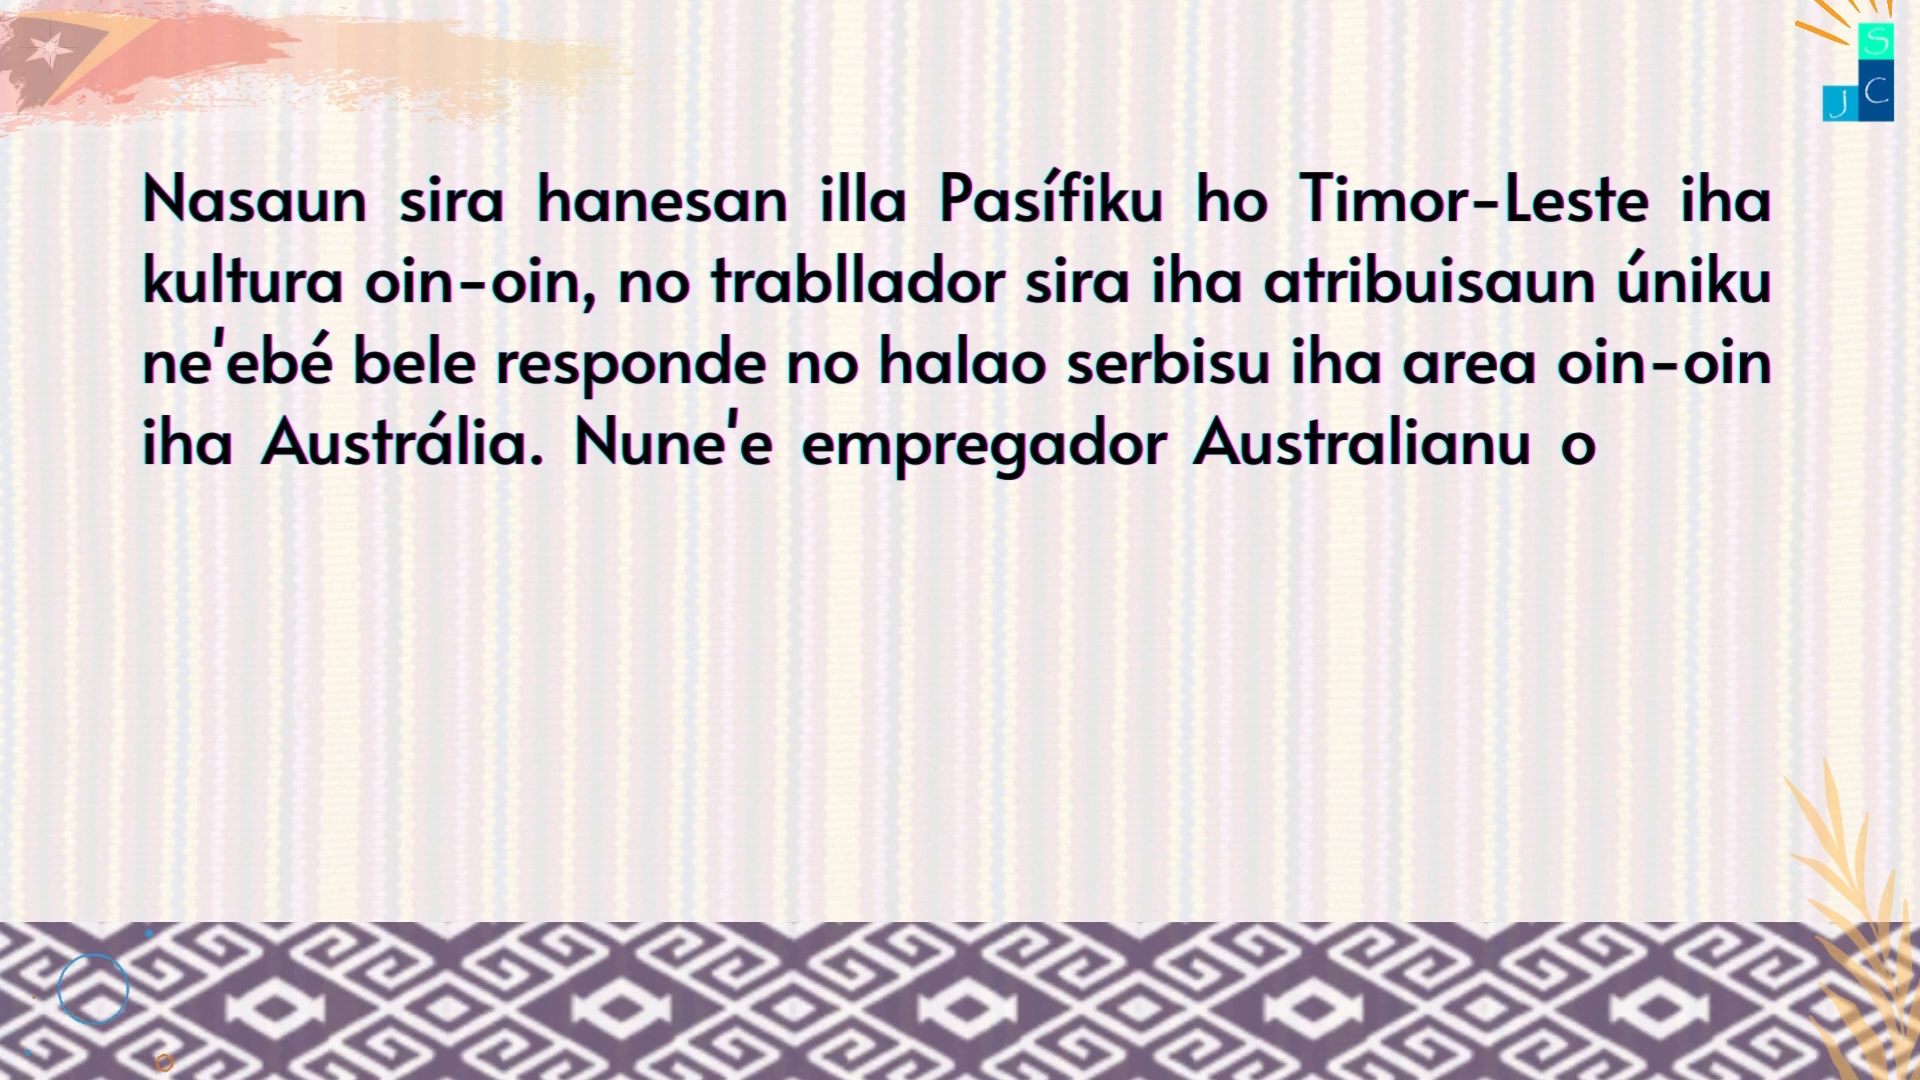 S
J C
Nasaun sira hanesan illa Pasífiku ho Timor-Leste iha
kultura oin-oin, no trabllador sira iha atribuisaun úniku
ne'ebé bele responde no halao serbisu iha area oin-oin
iha Austrália. Nune'e empregador Australianu o